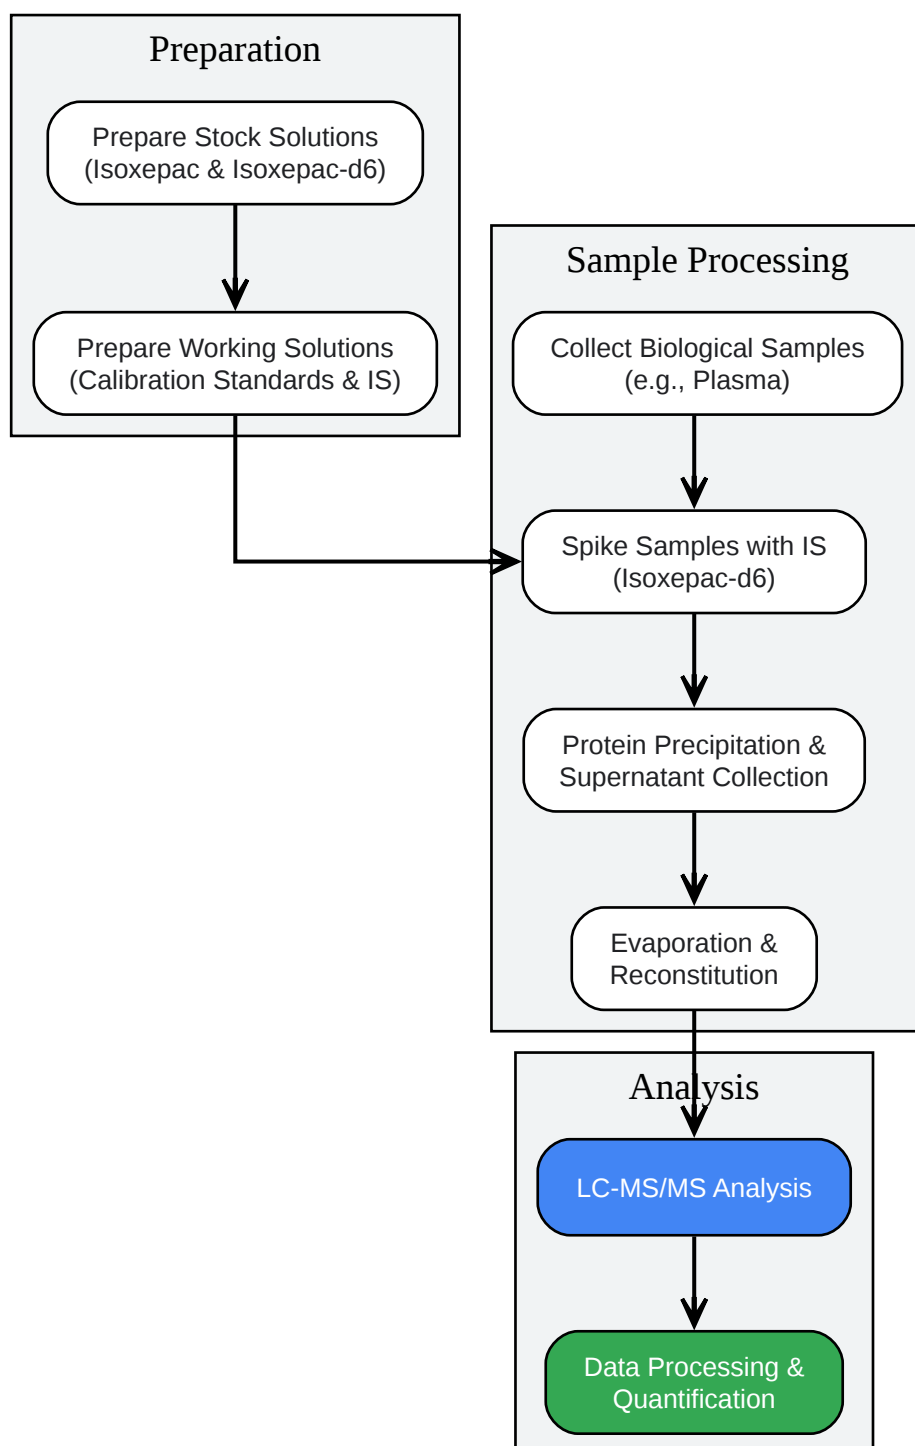 Preparation
Prepare Stock Solutions
(Isoxepac & Isoxepac-d6)
Prepare Working Solutions
(Calibration Standards & IS)
Sample Processing
Collect Biological Samples
(e.g., Plasma)
Spike Samples with IS
(Isoxepac-d6)
Protein Precipitation &
Supernatant Collection
Evaporation &
Reconstitution
Analysis
LC-MS/MS Analysis
Data Processing &
Quantification